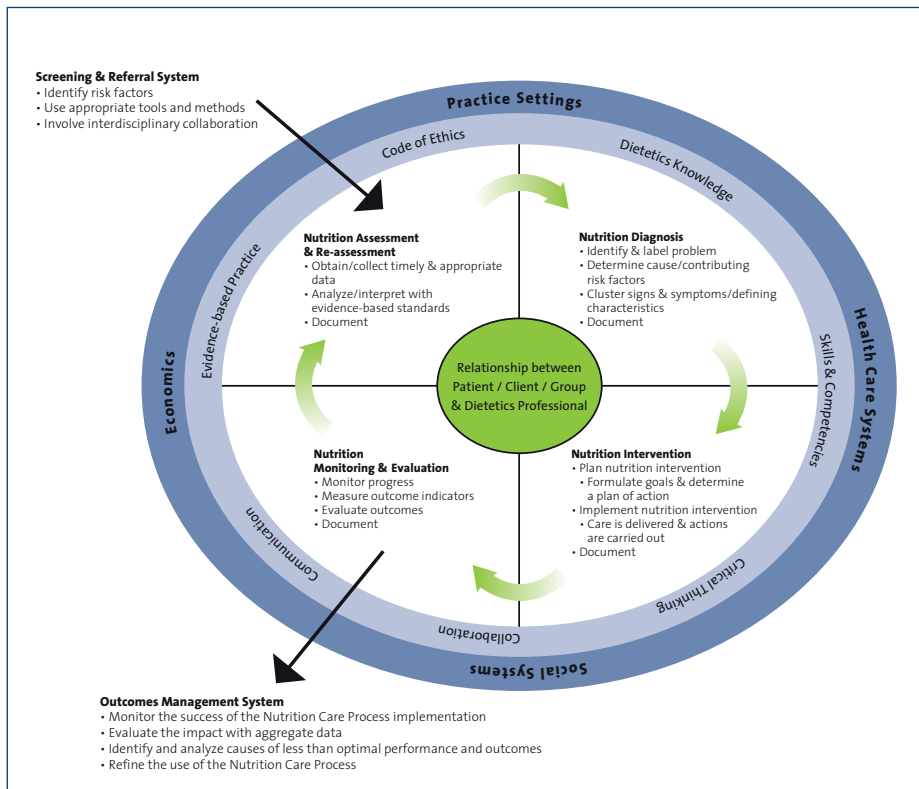 Screening & Referral System
• Identify risk factors
• Use appropriate tools and methods
• Involve interdisciplinary collaboration
Practice Settings
Code of Ethics
Dietetics Knowledge
Evidence-based Practice
Economics
Health Care Systems
Skills & Competencies
Nutrition Assessment
& Re-assessment
• Obtain/collect timely & appropriate
data
• Analyze/interpret with
evidence-based standards
• Document
Nutrition Diagnosis
• Identify & label problem
• Determine cause/contributing
risk factors
• Cluster signs & symptoms/defining
characteristics
• Document
Relationship between
Patient / Client / Group
& Dietetics Professional
Nutrition
Monitoring & Evaluation
• Monitor progress
• Measure outcome indicators
• Evaluate outcomes
• Document
Nutrition Intervention
• Plan nutrition intervention
• Formulate goals & determine
a plan of action
• Implement nutrition intervention
• Care is delivered & actions
are carried out
• Document
Communication
Collaboration
Critical Thinking
Social Systems
Outcomes Management System
• Monitor the success of the Nutrition Care Process implementation
• Evaluate the impact with aggregate data
• Identify and analyze causes of less than optimal performance and outcomes
• Refine the use of the Nutrition Care Process